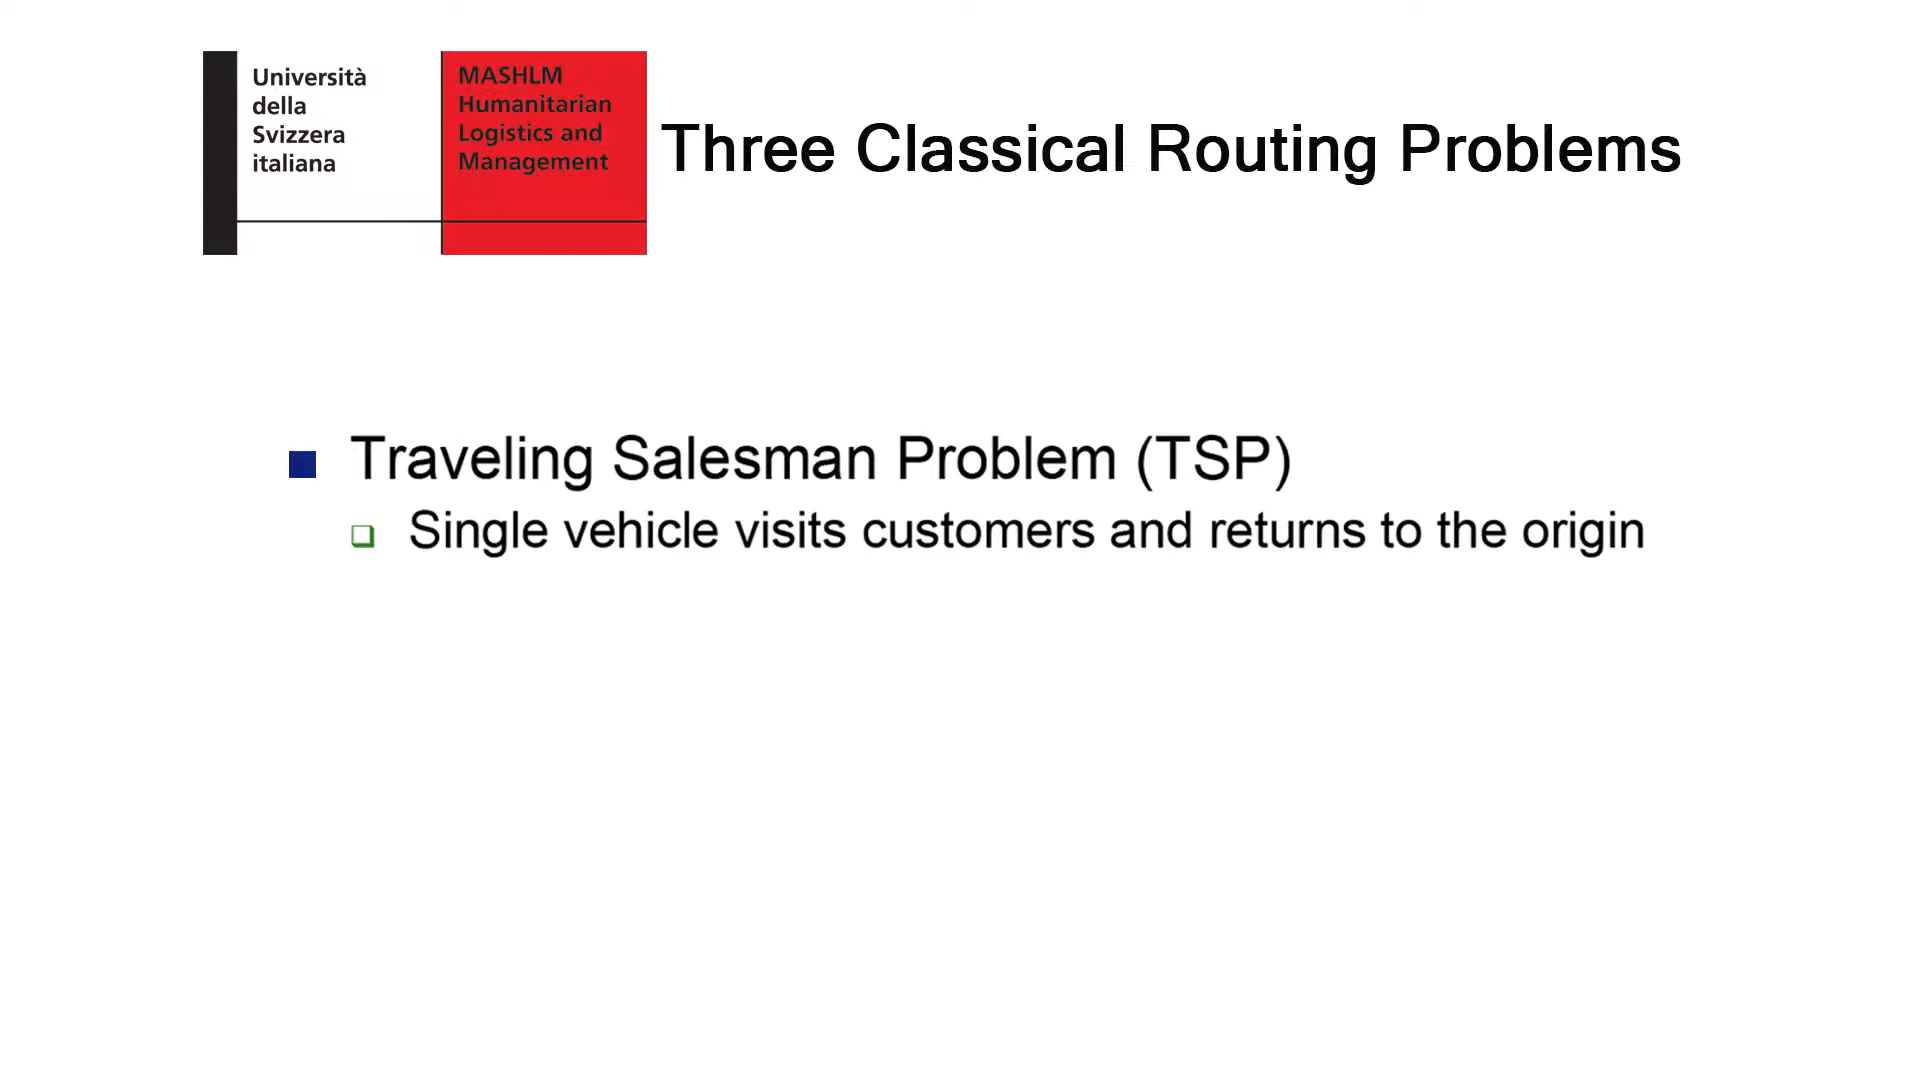 Università
della
Svizzera
italiana
MASHLM
Humanitarian
Logistics and
Management
Three Classical Routing Problems
Traveling Salesman Problem (TSP)
Single vehicle visits customers and returns to the origin